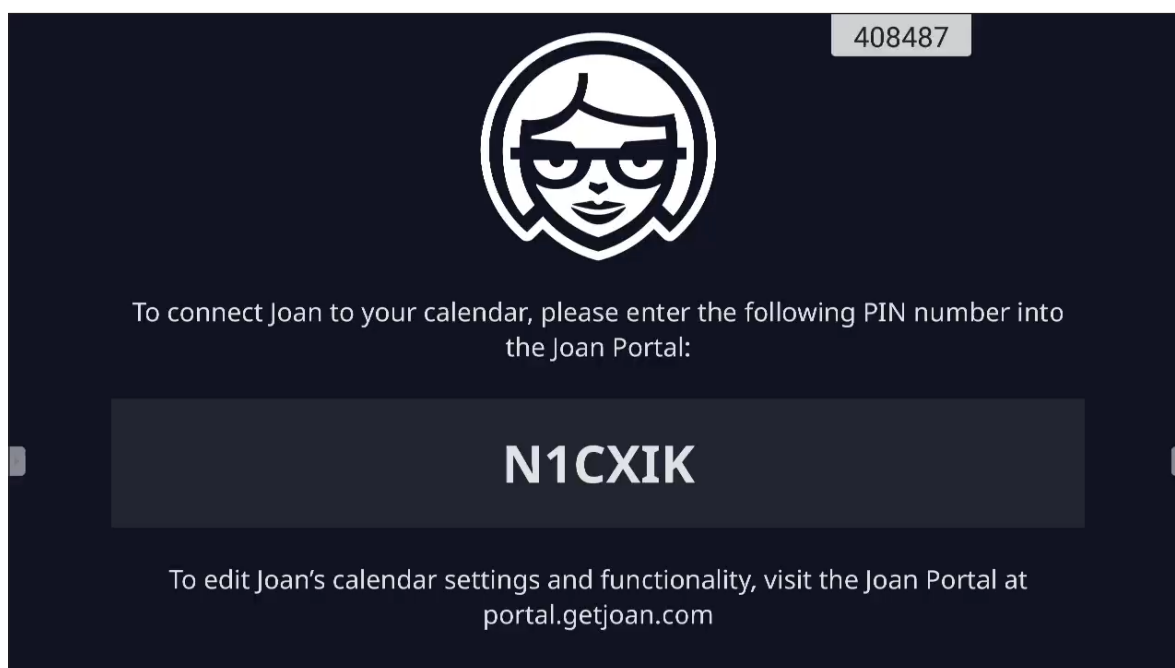 408487
To connect Joan to your calendar, please enter the following PIN number into
the Joan Portal:
N1CXIK
To edit Joan’s calendar settings and functionality, visit the Joan Portal at
portal.getjoan.com